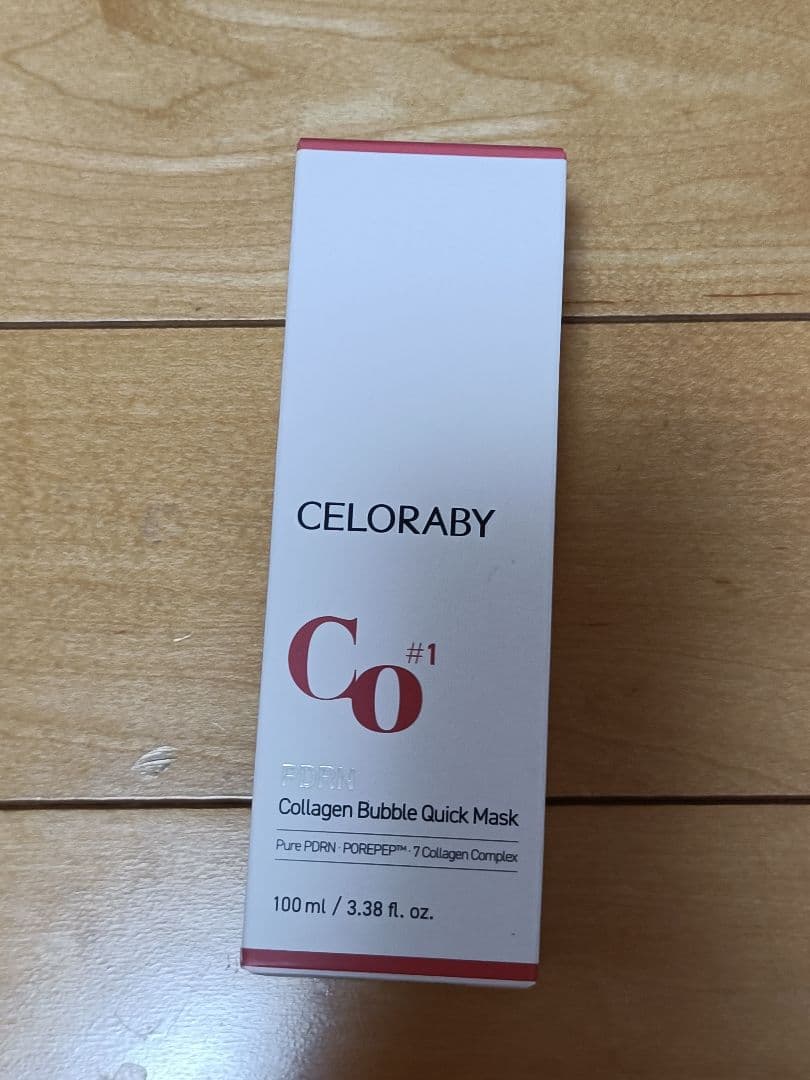 CELORABY
Co #1
PDRN
Collagen Bubble Quick Mask
Pure PDRN · POREPEP™ · 7 Collagen Complex
100 ml / 3.38 fl. oz.